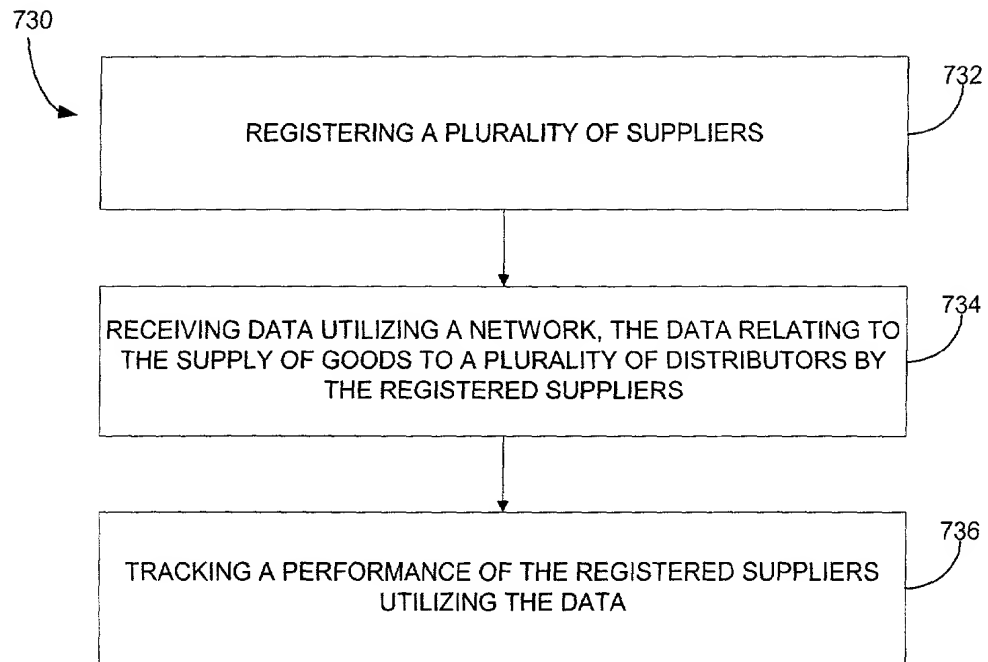 730
732
REGISTERING A PLURALITY OF SUPPLIERS
734
RECEIVING DATA UTILIZING A NETWORK, THE DATA RELATING TO
THE SUPPLY OF GOODS TO A PLURALITY OF DISTRIBUTORS BY
THE REGISTERED SUPPLIERS
736
TRACKING A PERFORMANCE OF THE REGISTERED SUPPLIERS
UTILIZING THE DATA